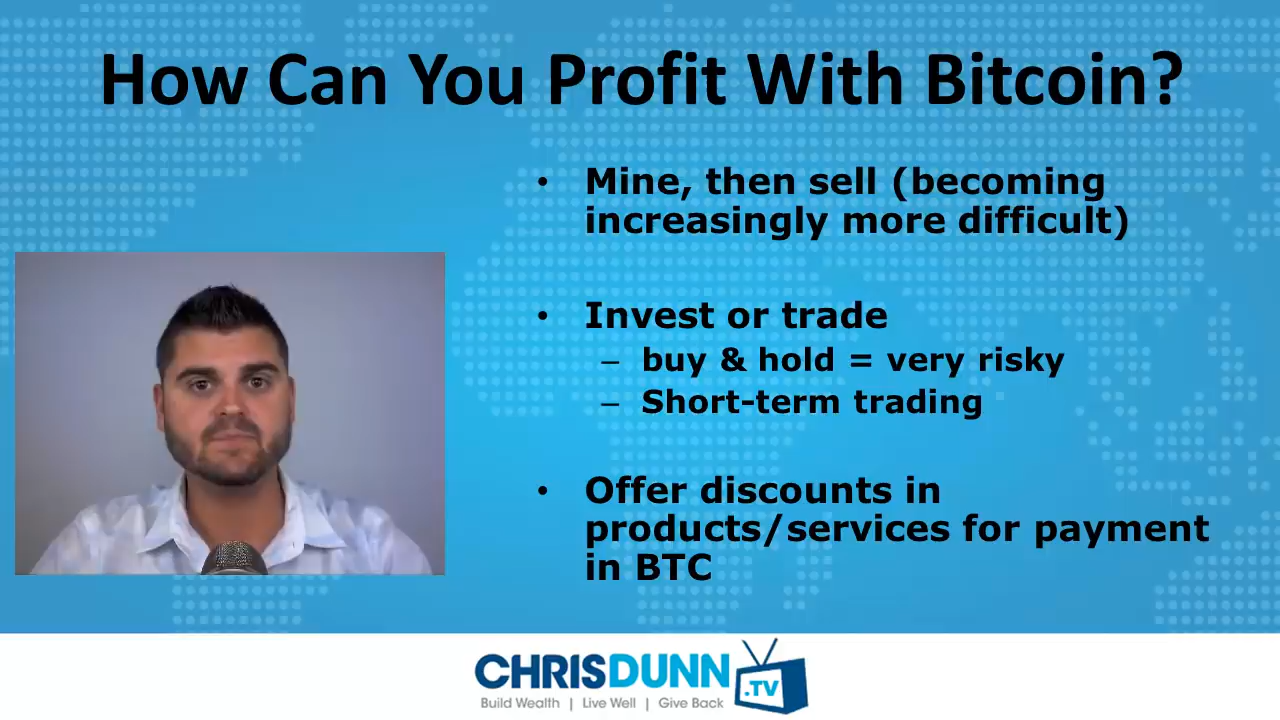 How Can You Profit With Bitcoin?
• Mine, then sell (becoming
increasingly more difficult)
• Invest or trade
– buy & hold = very risky
– Short-term trading
• Offer discounts in
products/services for payment
in BTC
CHRISDUNN.TV
Build Wealth | Live Well | Give Back